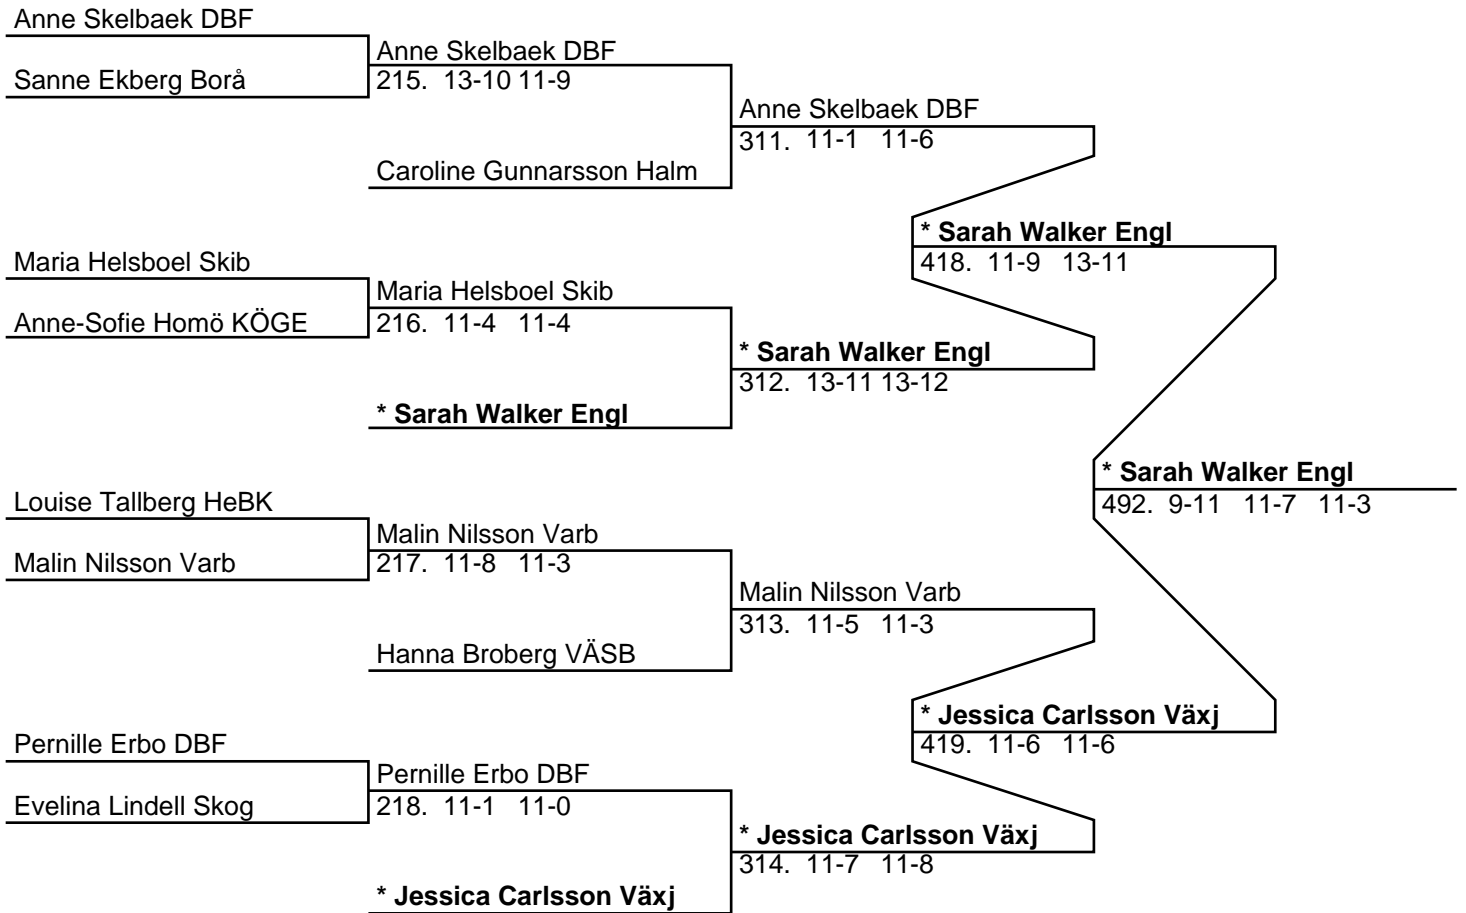 Anne Skelbaek DBF
Sanne Ekberg Borå
Anne Skelbaek DBF
215. 13-10 11-9
Caroline Gunnarsson Halm
Anne Skelbaek DBF
311. 11-1 11-6
Maria Helsboel Skib
Anne-Sofie Homö KÖGE
Maria Helsboel Skib
216. 11-4 11-4
* Sarah Walker Engl
* Sarah Walker Engl
312. 13-11 13-12
* Sarah Walker Engl
418. 11-9 13-11
Louise Tallberg HeBK
Malin Nilsson Varb
Malin Nilsson Varb
217. 11-8 11-3
Hanna Broberg VÄSB
Malin Nilsson Varb
313. 11-5 11-3
Pernille Erbo DBF
Evelina Lindell Skog
Pernille Erbo DBF
218. 11-1 11-0
* Jessica Carlsson Växj
* Jessica Carlsson Växj
314. 11-7 11-8
* Jessica Carlsson Växj
419. 11-6 11-6
* Sarah Walker Engl
492. 9-11 11-7 11-3